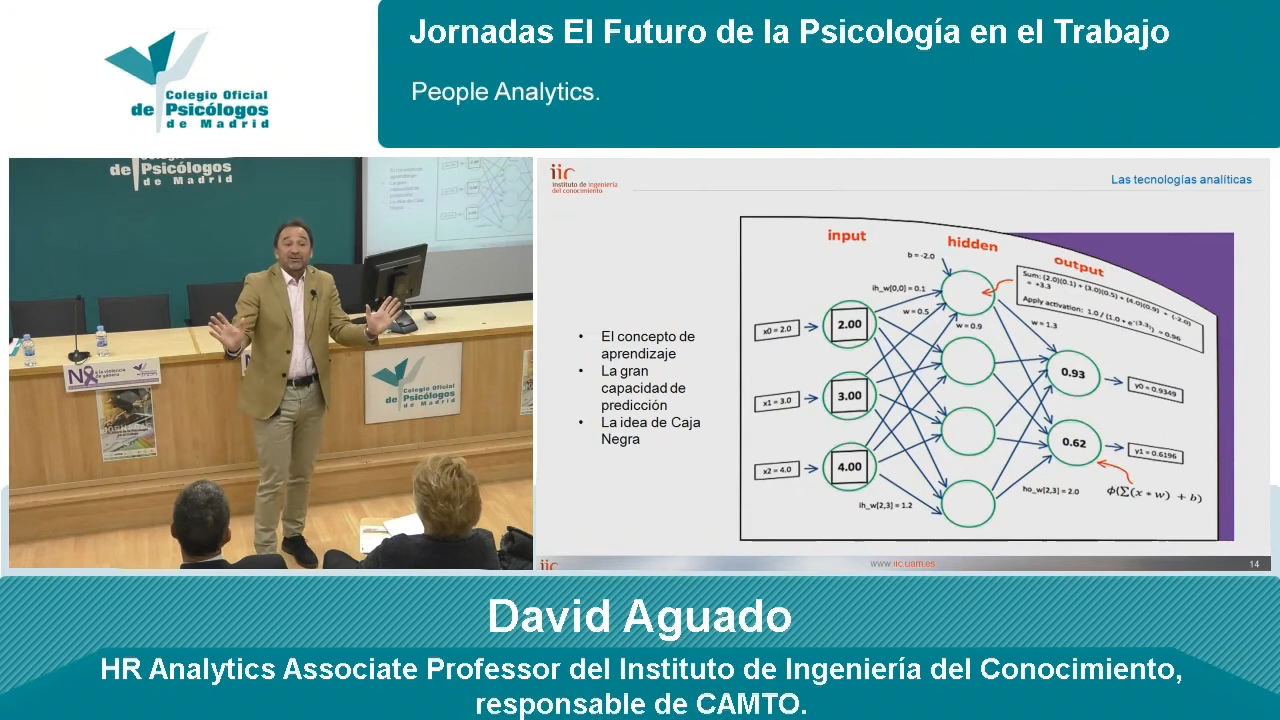 Colegio Oficial
de Psicólogos
de Madrid
Jornadas El Futuro de la Psicología en el Trabajo
People Analytics.
Colegio Oficial
de Psicólogos
de Madrid
No
a la violencia
de género
Colegio Oficial
de Psicólogos
de Madrid
iic
instituto de ingeniería
del conocimiento
Las tecnologías analíticas
• El concepto de
aprendizaje
• La gran
capacidad de
predicción
• La idea de Caja
Negra
input
hidden
output
b = -2.0
Sum: (2.0)(0.1) + (3.0)(0.5) + (4.0)(0.9) + (-2.0)
= +3.3
Apply activation: 1.0 / (1.0 + e^-(3.3)) = 0.96
ih_w[0,0] = 0.1
w = 0.5
w = 0.9
w = 1.3
x0 = 2.0
2.00
x1 = 3.0
3.00
x2 = 4.0
4.00
0.93
y0 = 0.9349
0.62
y1 = 0.6196
ih_w[2,3] = 1.2
ho_w[2,3] = 2.0
ϕ(∑(x * w) + b)
iic
www.iic.uam.es
14
David Aguado
HR Analytics Associate Professor del Instituto de Ingeniería del Conocimiento,
responsable de CAMTO.